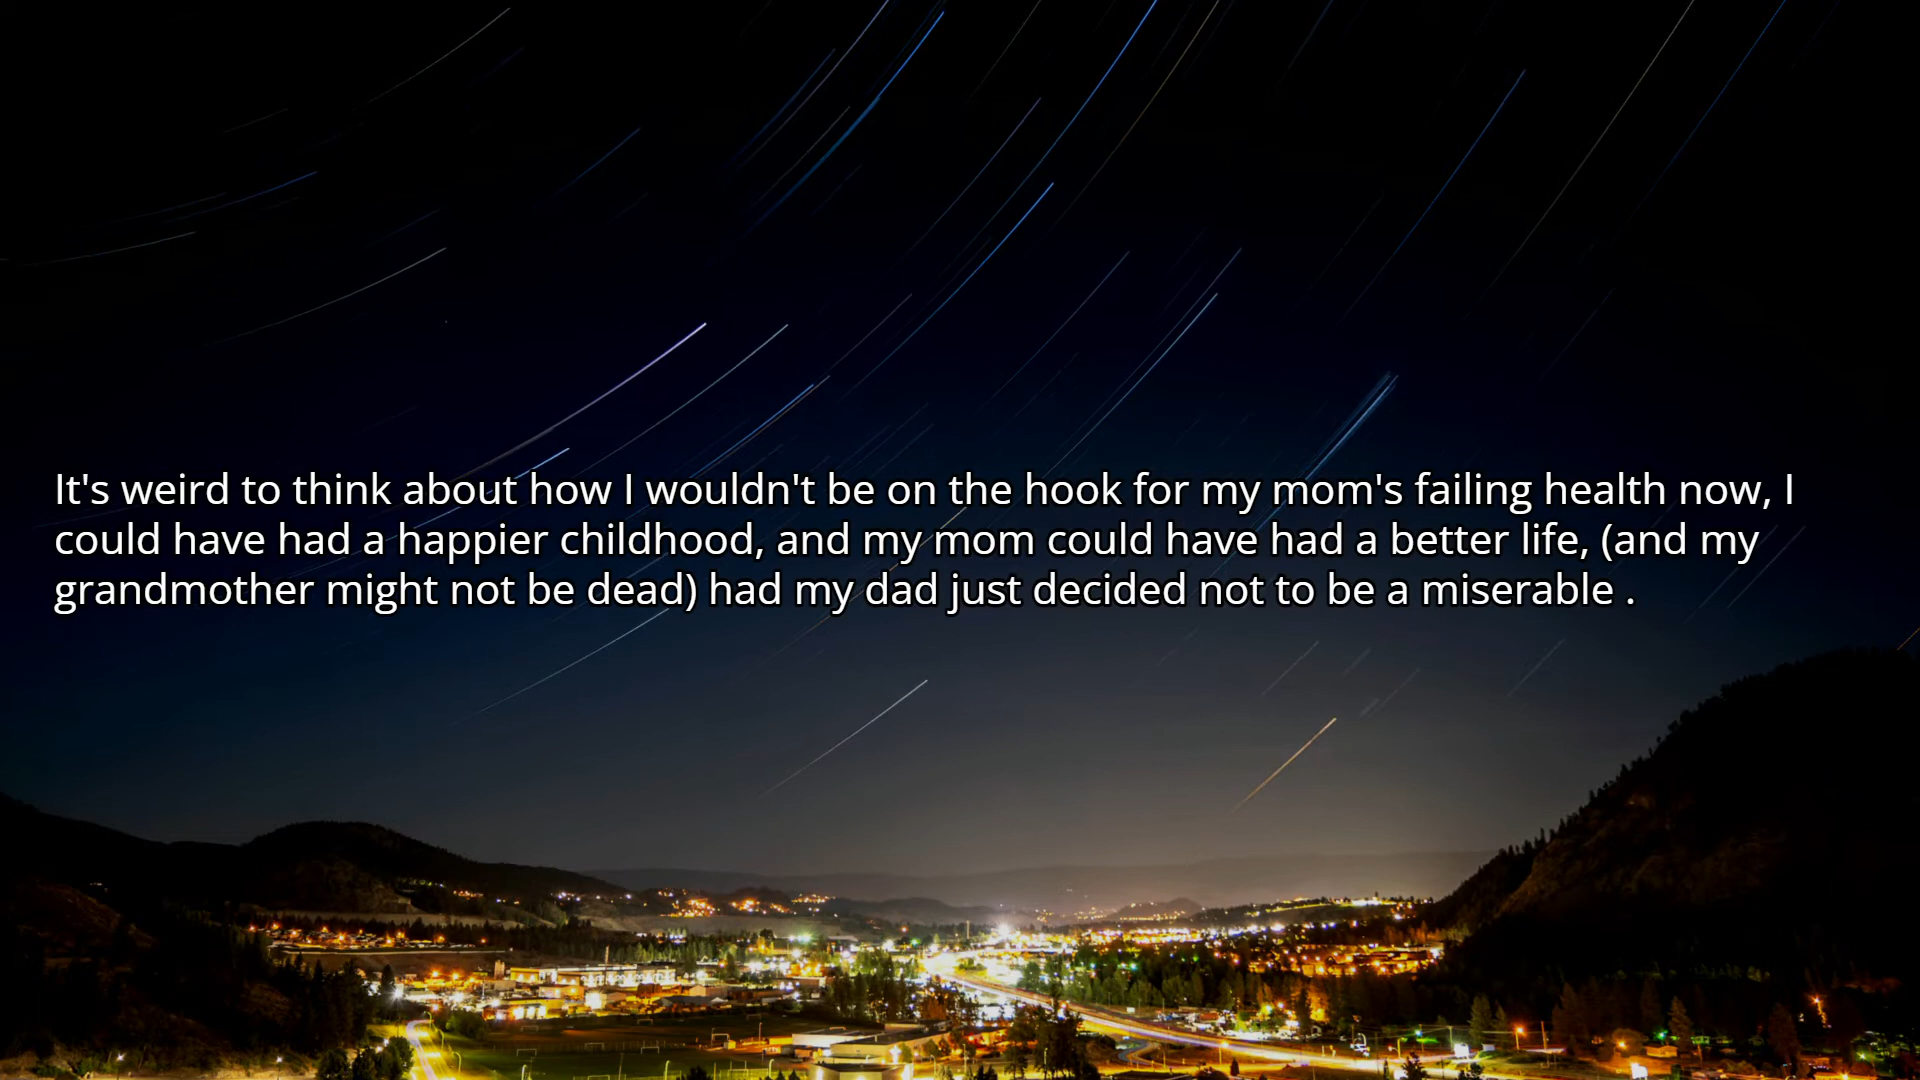 It's weird to think about how I wouldn't be on the hook for my mom's failing health now, I
could have had a happier childhood, and my mom could have had a better life, (and my
grandmother might not be dead) had my dad just decided not to be a miserable .